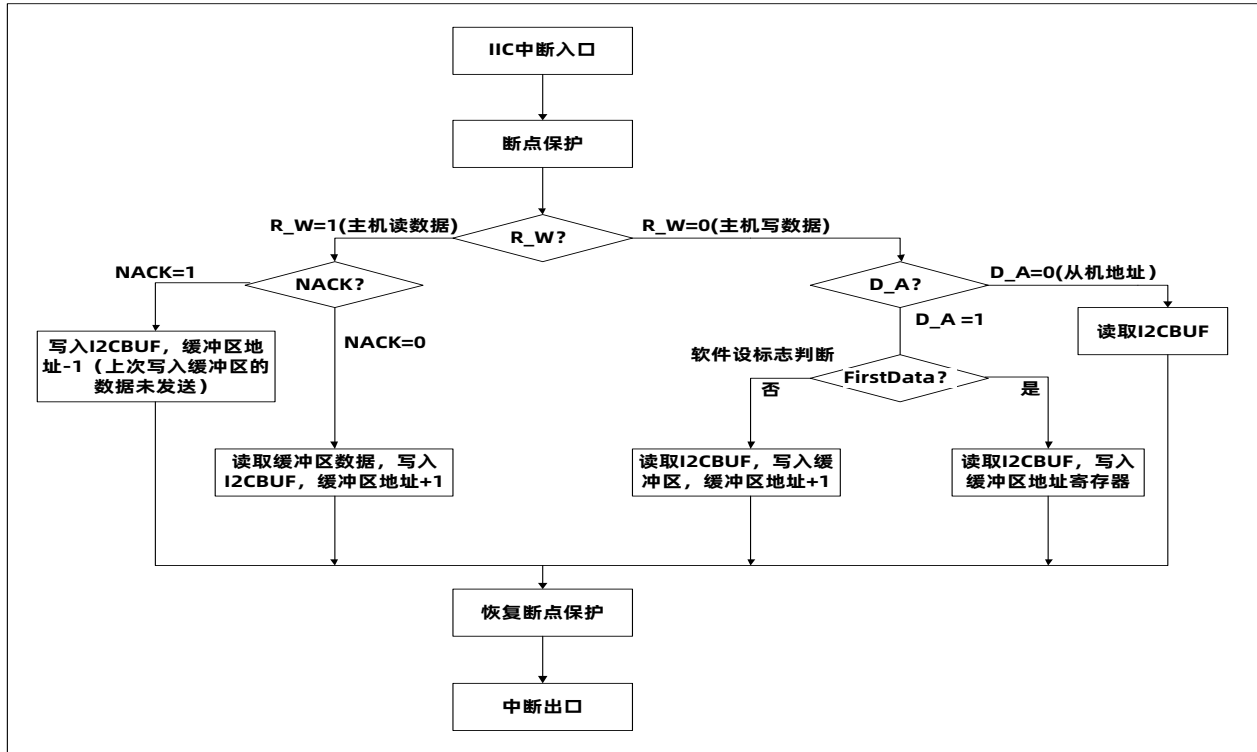 IIC中断入口
断点保护
R_W=1(主机读数据)
R_W?
R_W=0(主机写数据)
NACK=1
NACK?
D_A?
D_A=0(从机地址)
NACK=0
D_A =1
写入I2CBUF，缓冲区地
址-1（上次写入缓冲区的
数据未发送）
读取I2CBUF
软件设标志判断
FirstData?
否
是
读取缓冲区数据，写入
I2CBUF，缓冲区地址+1
读取I2CBUF，写入缓
冲区，缓冲区地址+1
读取I2CBUF，写入
缓冲区地址寄存器
恢复断点保护
中断出口